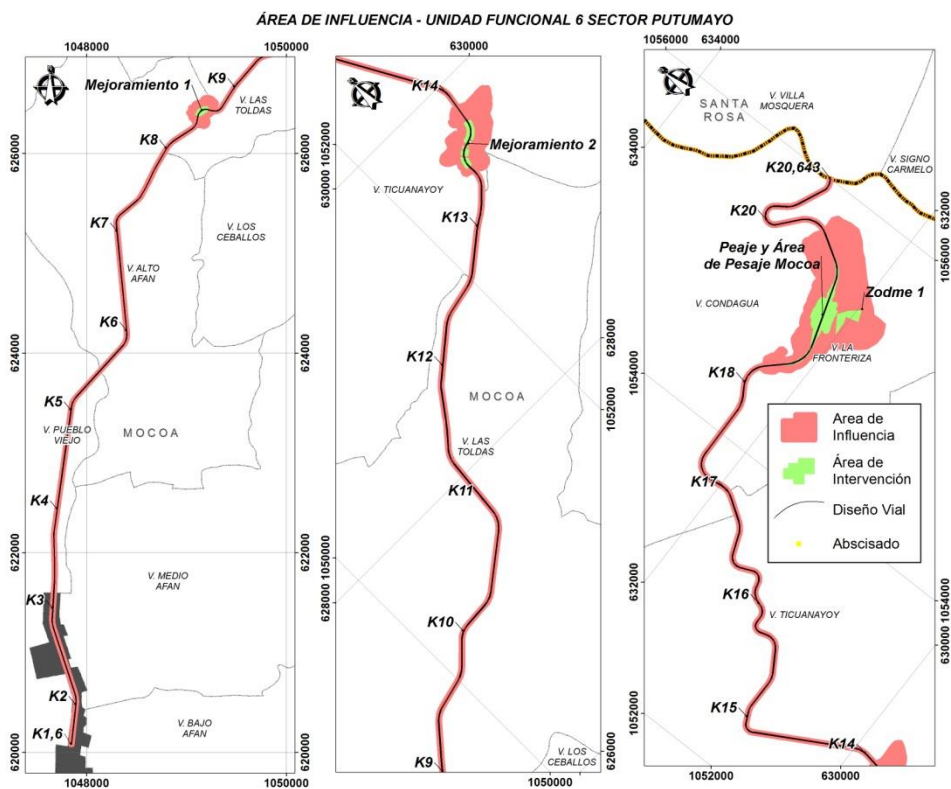 ÁREA DE INFLUENCIA - UNIDAD FUNCIONAL 6 SECTOR PUTUMAYO
1048000
1050000
Mejoramiento 1
K9
V. LAS
TOLDAS
K8
626000
626000
K7
V. LOS
CEBALLOS
V. ALTO
AFAN
K6
624000
624000
K5
V. PUEBLO
VIEJO
MOCOA
K4
622000
622000
V. MEDIO
AFAN
K3
K2
V. BAJO
AFAN
K1,6
620000
620000
1048000
1050000
630000
K14
1052000
630000
Mejoramiento 2
V. TICUANAYOY
K13
628000
K12
MOCOA
1052000
V. LAS
TOLDAS
K11
1050000
628000
K10
K9
V. LOS
CEBALLOS
626000
1050000
1056000
634000
V. VILLA
MOSQUERA
SANTA
ROSA
634000
K20,643
V. SIGNO
CARMELO
K20
632000
1056000
Peaje y Área
de Pesaje Mocoa
Zodme 1
V. CONDAGUA
V. LA
FRONTERIZA
K18
1054000
Area de
Influencia
Área de
Intervención
Diseño Vial
Abscisado
K17
632000
K16
V. TICUANAYOY
1054000
630000
K15
1052000
K14
1052000
630000